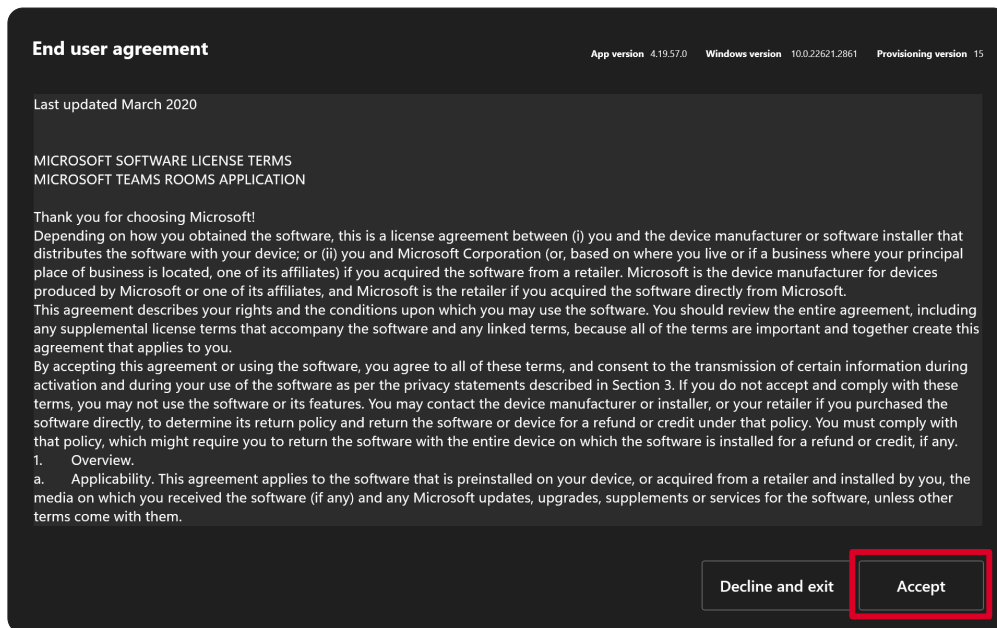 End user agreement
App version 4.19.57.0 Windows version 10.0.22621.2861 Provisioning version 15
Last updated March 2020
MICROSOFT SOFTWARE LICENSE TERMS
MICROSOFT TEAMS ROOMS APPLICATION
Thank you for choosing Microsoft!
Depending on how you obtained the software, this is a license agreement between (i) you and the device manufacturer or software installer that
distributes the software with your device; or (ii) you and Microsoft Corporation (or, based on where you live or if a business where your principal
place of business is located, one of its affiliates) if you acquired the software from a retailer. Microsoft is the device manufacturer for devices
produced by Microsoft or one of its affiliates, and Microsoft is the retailer if you acquired the software directly from Microsoft.
This agreement describes your rights and the conditions upon which you may use the software. You should review the entire agreement, including
any supplemental license terms that accompany the software and any linked terms, because all of the terms are important and together create this
agreement that applies to you.
By accepting this agreement or using the software, you agree to all of these terms, and consent to the transmission of certain information during
activation and during your use of the software as per the privacy statements described in Section 3. If you do not accept and comply with these
terms, you may not use the software or its features. You may contact the device manufacturer or installer, or your retailer if you purchased the
software directly, to determine its return policy and return the software or device for a refund or credit under that policy. You must comply with
that policy, which might require you to return the software with the entire device on which the software is installed for a refund or credit, if any.
1. Overview.
a. Applicability. This agreement applies to the software that is preinstalled on your device, or acquired from a retailer and installed by you, the
media on which you received the software (if any) and any Microsoft updates, upgrades, supplements or services for the software, unless other
terms come with them.
Decline and exit
Accept